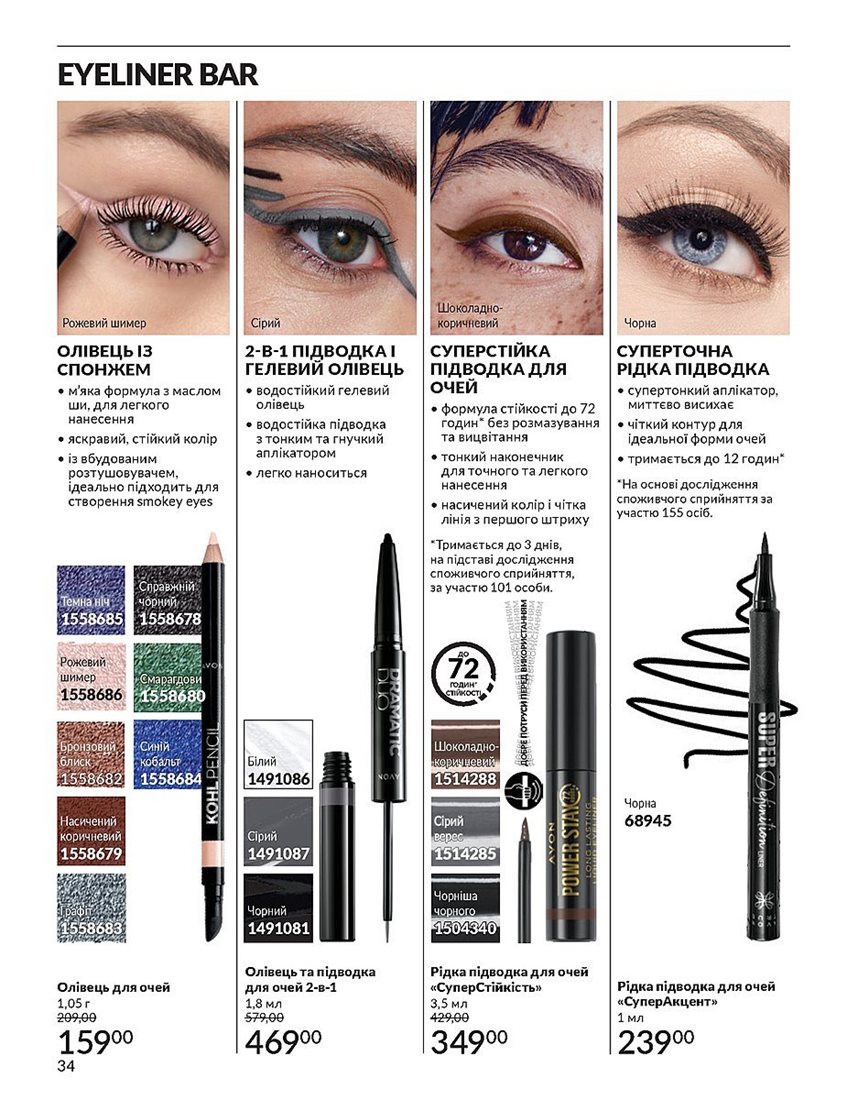 EYELINER BAR
Рожевий шимер
ОЛІВЕЦЬ ІЗ
СПОНЖЕМ
• м’яка формула з маслом
ши, для легкого
нанесення
• яскравий, стійкий колір
• із вбудованим
розтушовувачем,
ідеально підходить для
створення smokey eyes
Темна ніч
1558685
Справжній
чорний
1558678
Рожевий
шимер
1558686
Смарагдовий
1558680
Бронзовий
блиск
1558682
Синій
кобальт
1558684
Насичений
коричневий
1558679
Графіт
1558683
AVON
KOHL PENCIL
Олівець для очей
1,05 г
209,00
15900
Сірий
2-В-1 ПІДВОДКА І
ГЕЛЕВИЙ ОЛІВЕЦЬ
• водостійкий гелевий
олівець
• водостійка підводка
з тонким та гнучкий
аплікатором
• легко наноситься
Білий
1491086
Сірий
1491087
Чорний
1491081
DRAMATIC
DUO
AVON
Олівець та підводка
для очей 2-в-1
1,8 мл
579,00
46900
Шоколадно-
коричневий
СУПЕРСТІЙКА
ПІДВОДКА ДЛЯ
ОЧЕЙ
• формула стійкості до 72
годин* без розмазування
та вицвітання
• тонкий наконечник
для точного та легкого
нанесення
• насичений колір і чітка
лінія з першого штриху
*Тримається до 3 днів,
на підставі дослідження
споживчого сприйняття,
за участю 101 особи.
ДО
72
ГОДИН*
СТІЙКОСТІ
ДОБРЕ ПОТРУСИ ПЕРЕД ВИКОРИСТАННЯМ
Шоколадно-
коричневий
1514288
Сірий
верес
1514285
Чорніша
чорного
1504340
AVON
POWER STAY
72
LONG LASTING
Рідка підводка для очей
«СуперСтійкість»
3,5 мл
429,00
34900
Чорна
СУПЕРТОЧНА
РІДКА ПІДВОДКА
• супертонкий аплікатор,
миттєво висихає
• чіткий контур для
ідеальної форми очей
• тримається до 12 годин*
*На основі дослідження
споживчого сприйняття за
участю 155 осіб.
Чорна
68945
SUPER
Definition
LINER
Рідка підводка для очей
«СуперАкцент»
1 мл
23900
34